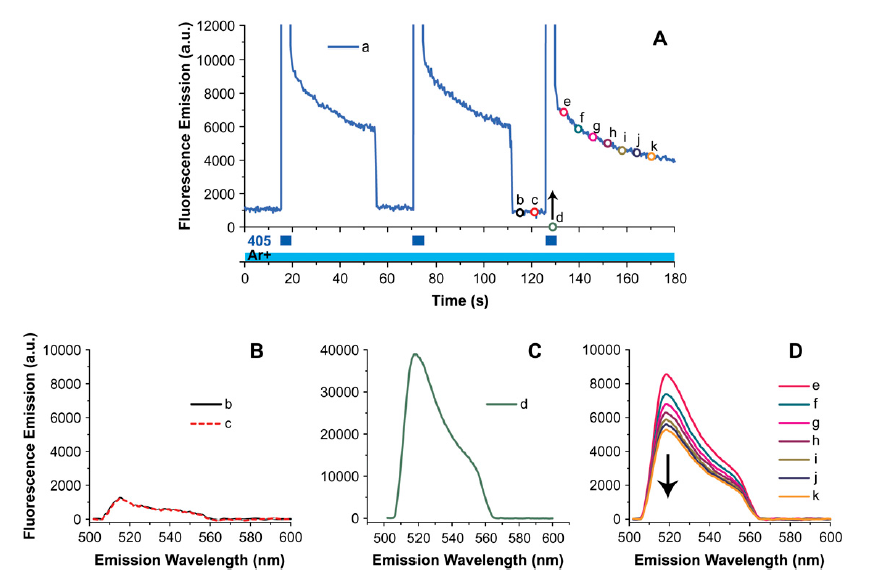 A
Fluorescence Emission (a.u.)
12000
10000
8000
6000
4000
2000
0
a
b c
d
e
f
g
h
i
j
k
405
Ar+
0 20 40 60 80 100 120 140 160 180
Time (s)
B
Fluorescence Emission (a.u.)
10000
8000
6000
4000
2000
0
b
c
500 520 540 560 580 600
Emission Wavelength (nm)
C
40000
30000
20000
10000
0
d
500 520 540 560 580 600
Emission Wavelength (nm)
D
10000
8000
6000
4000
2000
0
e
f
g
h
i
j
k
500 520 540 560 580 600
Emission Wavelength (nm)